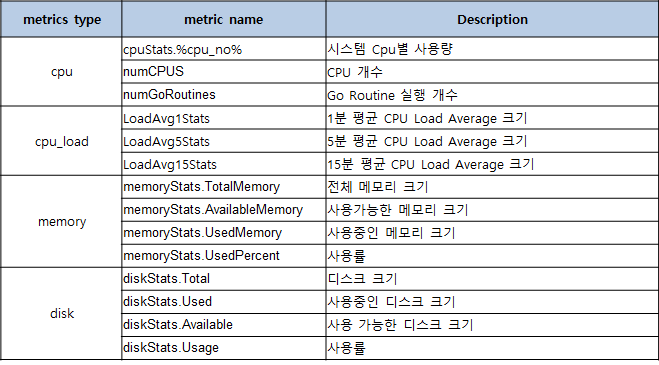 metrics type metric name Description
cpu
cpuStats.%cpu_no% 시스템 Cpu별 사용량
numCPUS CPU 개수
numGoRoutines Go Routine 실행 개수
cpu_load
LoadAvg1Stats 1분 평균 CPU Load Average 크기
LoadAvg5Stats 5분 평균 CPU Load Average 크기
LoadAvg15Stats 15분 평균 CPU Load Average 크기
memory
memoryStats.TotalMemory 전체 메모리 크기
memoryStats.AvailableMemory 사용가능한 메모리 크기
memoryStats.UsedMemory 사용중인 메모리 크기
memoryStats.UsedPercent 사용률
disk
diskStats.Total 디스크 크기
diskStats.Used 사용중인 디스크 크기
diskStats.Available 사용 가능한 디스크 크기
diskStats.Usage 사용률